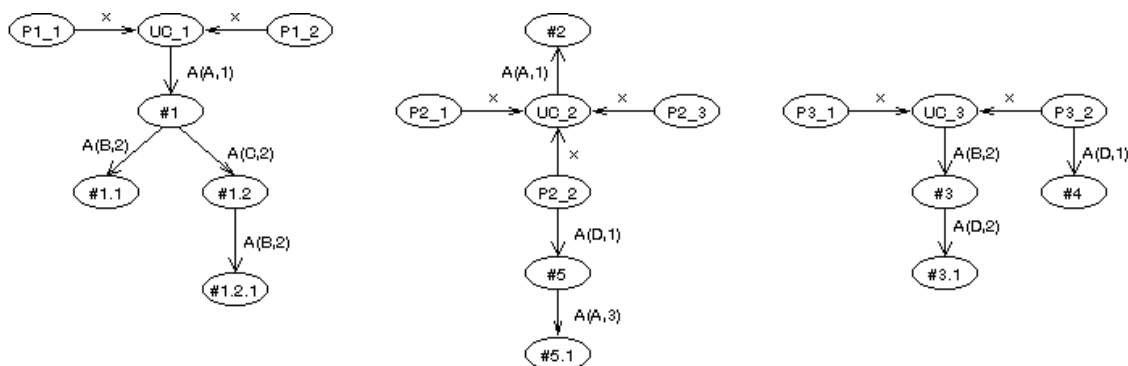 P1_1 × UC_1 × P1_2
A(A,1)
#1
A(B,2) A(C,2)
#1.1 #1.2
A(B,2)
#1.2.1
#2
A(A,1)
P2_1 × UC_2 × P2_3
×
P2_2
A(D,1)
#5
A(A,3)
#5.1
P3_1 × UC_3 × P3_2
A(B,2) A(D,1)
#3 #4
A(D,2)
#3.1